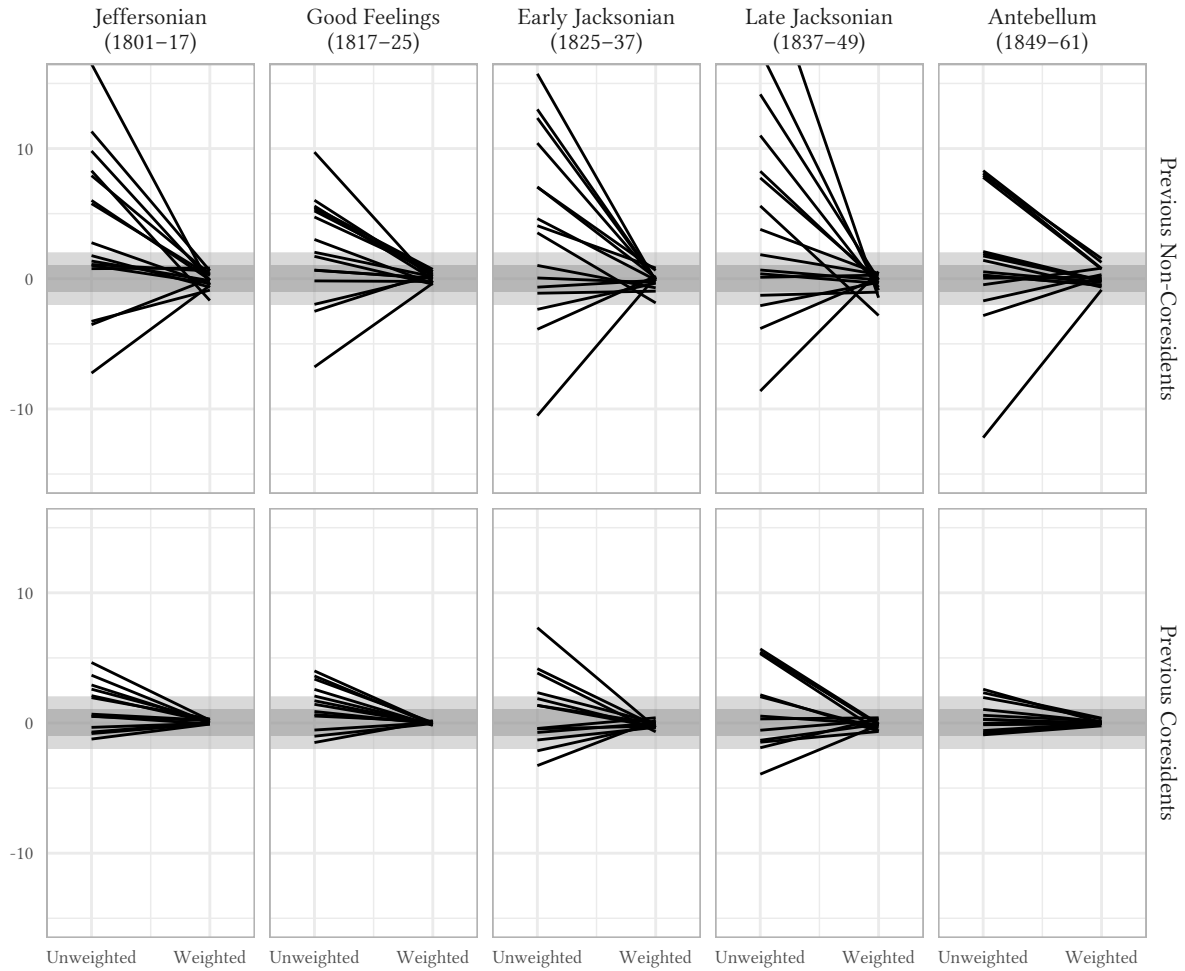 Jeffersonian
(1801–17)
Good Feelings
(1817–25)
Early Jacksonian
(1825–37)
Late Jacksonian
(1837–49)
Antebellum
(1849–61)
10
0
-10
Previous Non-Coresidents
10
0
-10
Previous Coresidents
Unweighted Weighted
Unweighted Weighted
Unweighted Weighted
Unweighted Weighted
Unweighted Weighted